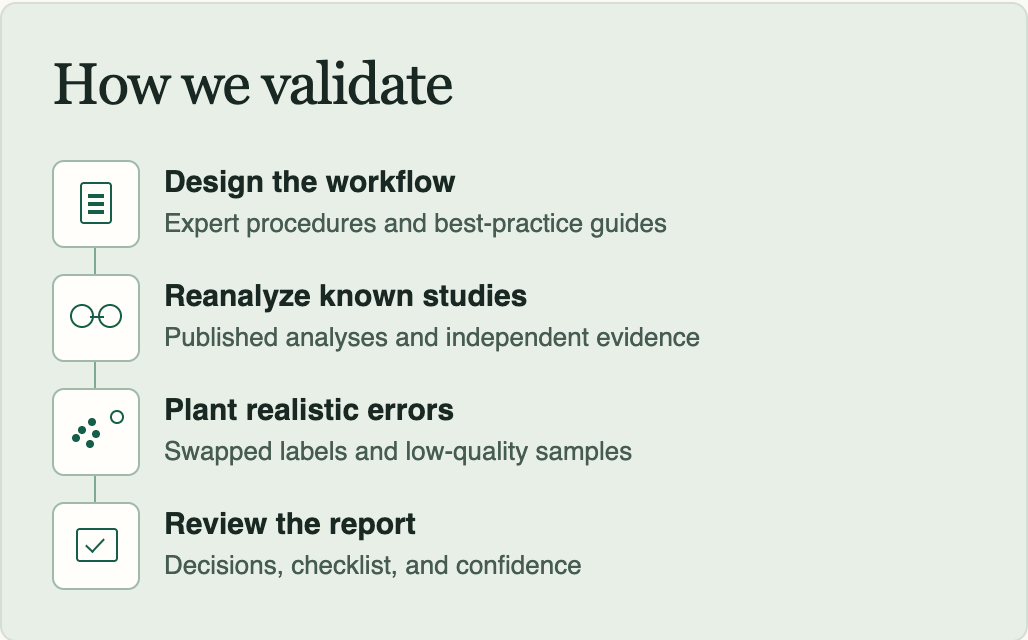 How we validate
Design the workflow
Expert procedures and best-practice guides
Reanalyze known studies
Published analyses and independent evidence
Plant realistic errors
Swapped labels and low-quality samples
Review the report
Decisions, checklist, and confidence